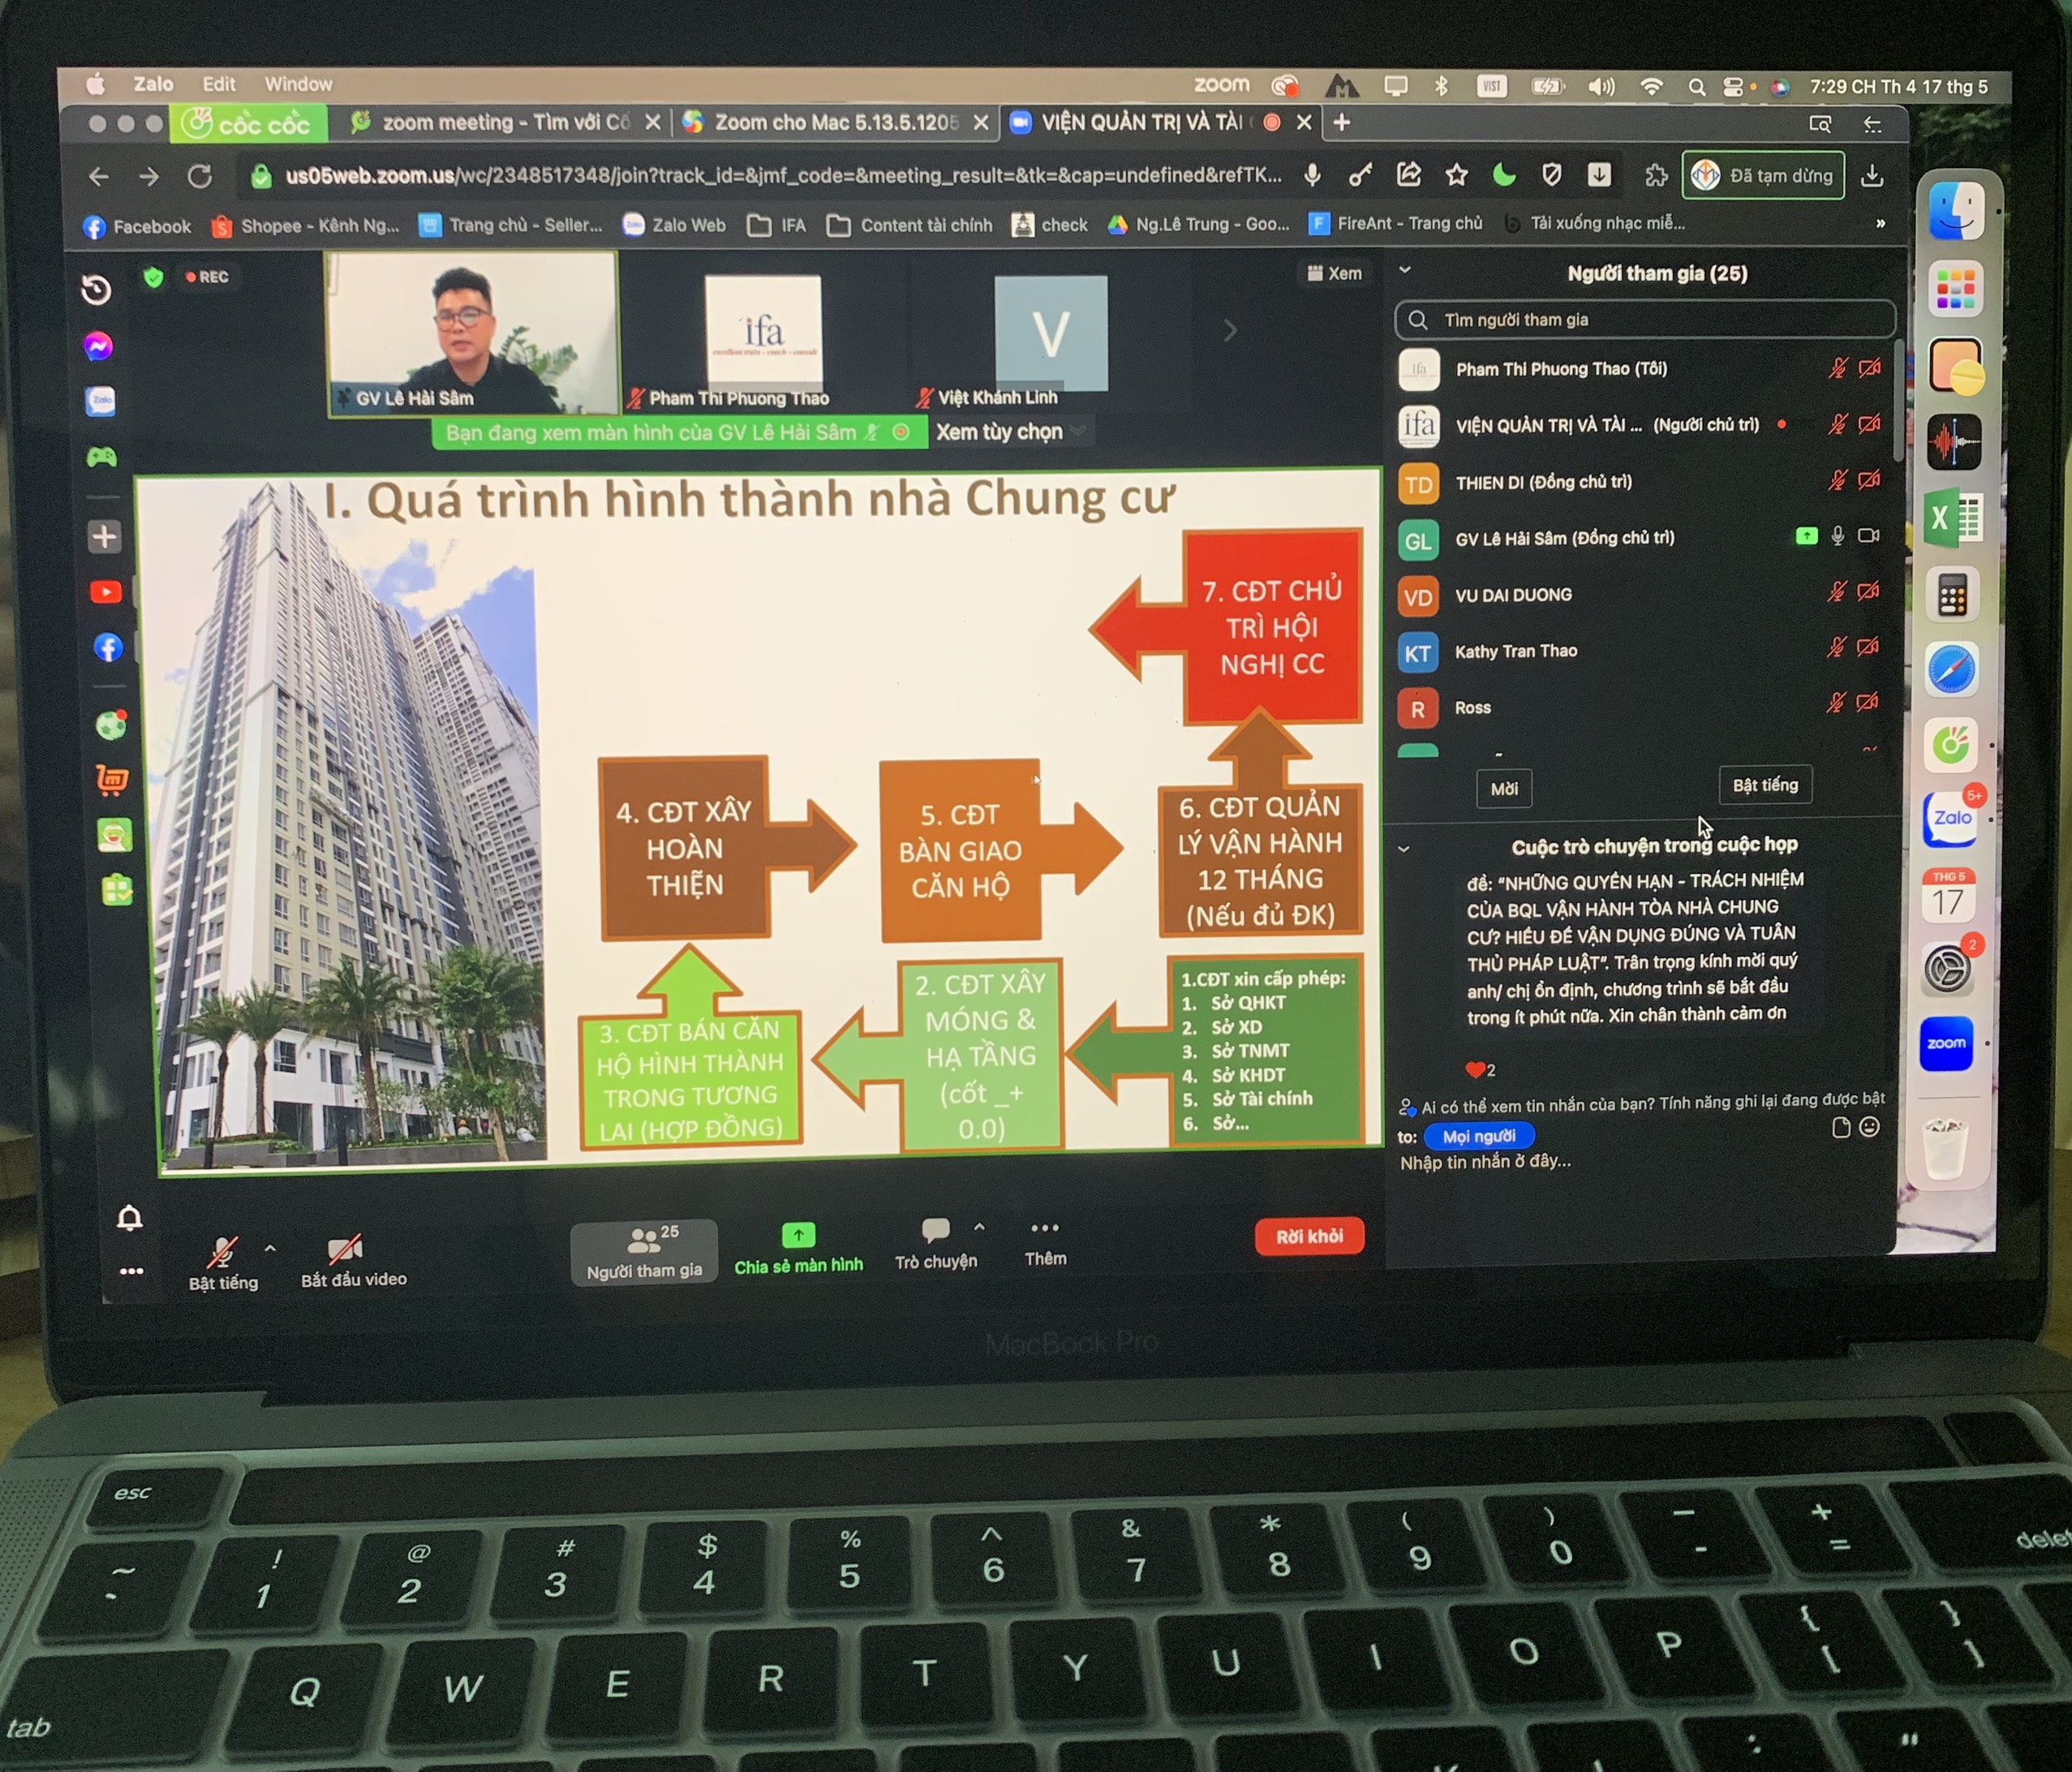 Zalo Edit Window
zoom
VIST
7:29 CH Th 4 17 thg 5
cốc cốc
zoom meeting - Tìm với Cố
Zoom cho Mac 5.13.5.1205
VIỆN QUẢN TRỊ VÀ TÀI
us05web.zoom.us/wc/2348517348/join?track_id=&jmf_code=&meeting_result=&tk=&cap=undefined&refTK...
Đã tạm dừng
Facebook
Shopee - Kênh Ng...
Trang chủ - Seller...
Zalo Web
IFA
Content tài chính
check
Ng.Lê Trung - Goo...
FireAnt - Trang chủ
Tải xuống nhạc miễ...
REC
Xem
ifa
V
GV Lê Hải Sâm
Pham Thi Phuong Thao
Việt Khánh Linh
Bạn đang xem màn hình của GV Lê Hải Sâm
Xem tùy chọn
I. Quá trình hình thành nhà Chung cư
7. CĐT CHỦ
TRÌ HỘI
NGHỊ CC
4. CĐT XÂY
HOÀN
THIỆN
5. CĐT
BÀN GIAO
CĂN HỘ
6. CĐT QUẢN
LÝ VẬN HÀNH
12 THÁNG
(Nếu đủ ĐK)
3. CĐT BÁN CĂN
HỘ HÌNH THÀNH
TRONG TƯƠNG
LAI (HỢP ĐỒNG)
2. CĐT XÂY
MÓNG &
HẠ TẦNG
(cốt _+
0.0)
1.CĐT xin cấp phép:
1. Sở QHKT
2. Sở XD
3. Sở TNMT
4. Sở KHDT
5. Sở Tài chính
6. Sở...
Người tham gia (25)
Tìm người tham gia
Pham Thi Phuong Thao (Tôi)
ifa
VIỆN QUẢN TRỊ VÀ TÀI ... (Người chủ trì)
TD
THIEN DI (Đồng chủ trì)
GL
GV Lê Hải Sâm (Đồng chủ trì)
VD
VU DAI DUONG
KT
Kathy Tran Thao
R
Ross
Mời
Bật tiếng
Cuộc trò chuyện trong cuộc họp
đề: "NHỮNG QUYỀN HẠN - TRÁCH NHIỆM
CỦA BQL VẬN HÀNH TÒA NHÀ CHUNG
CƯ? HIỂU ĐỂ VẬN DỤNG ĐÚNG VÀ TUÂN
THỦ PHÁP LUẬT". Trân trọng kính mời quý
anh/ chị ổn định, chương trình sẽ bắt đầu
trong ít phút nữa. Xin chân thành cảm ơn
2
Ai có thể xem tin nhắn của bạn? Tính năng ghi lại đang được bật
to: Mọi người
Nhập tin nhắn ở đây...
Bật tiếng
Bắt đầu video
25
Người tham gia
Chia sẻ màn hình
Trò chuyện
Thêm
Rời khỏi
X
5+
Zalo
THG 5
17
2
zoom
MacBook Pro
esc
~ ! @ # $ % ^ & * ( ) — +
1 2 3 4 5 6 7 8 9 0 - =
tab Q W E R T Y U I O P { }
[ ]
: "